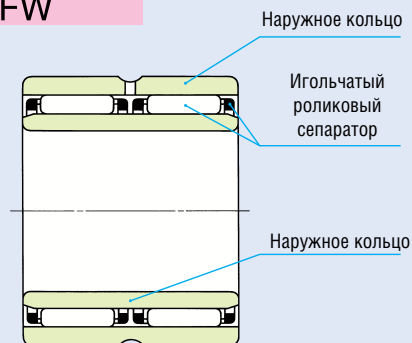 FW
Наружное кольцо
Игольчатый
роликовый
сепаратор
Наружное кольцо